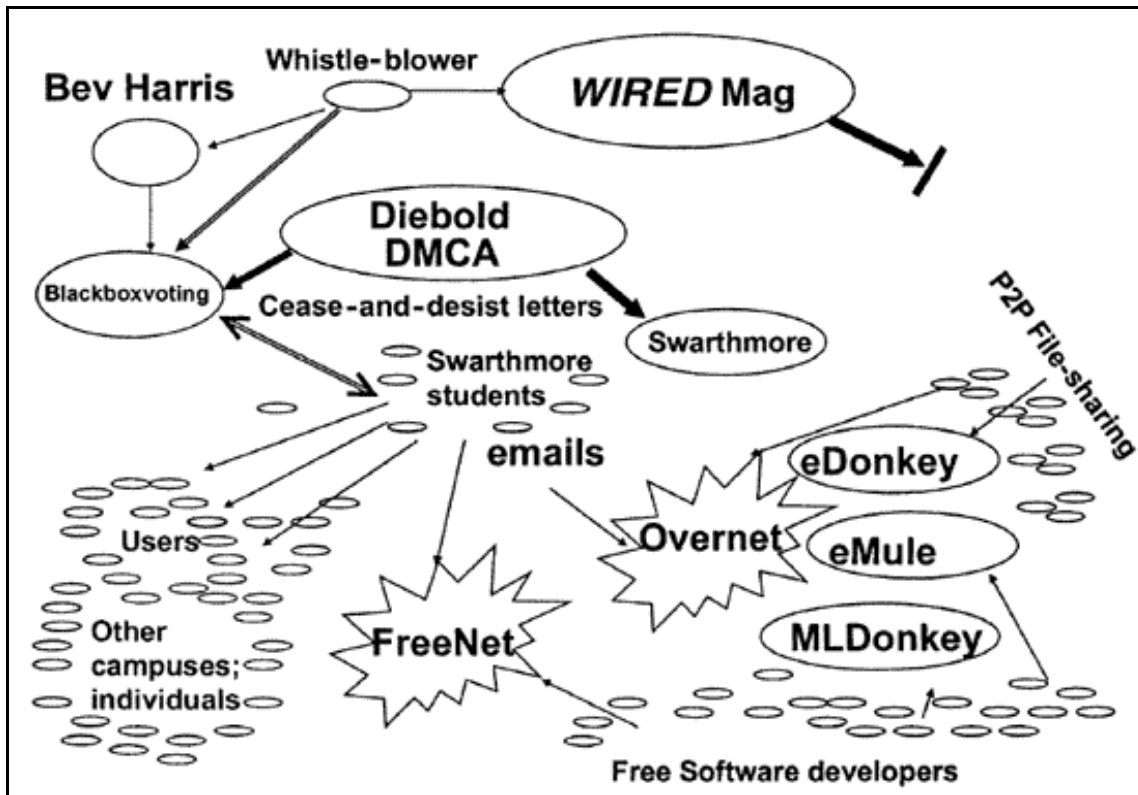 Whistle-blower
Bev Harris
WIRED Mag
Diebold
DMCA
Blackboxvoting
Cease-and-desist letters
Swarthmore
P2P File-sharing
Swarthmore
students
emails
eDonkey
Overnet
eMule
Users
FreeNet
MLDonkey
Other
campuses;
individuals
Free Software developers